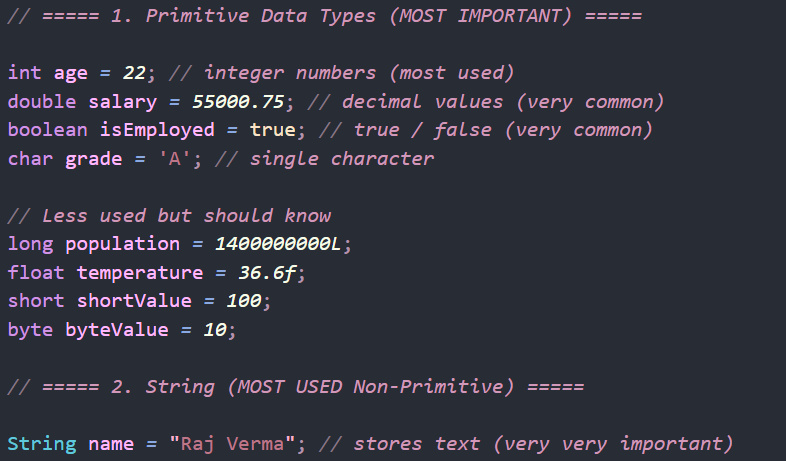 // ===== 1. Primitive Data Types (MOST IMPORTANT) =====
int age = 22; // integer numbers (most used)
double salary = 55000.75; // decimal values (very common)
boolean isEmployed = true; // true / false (very common)
char grade = 'A'; // single character
// Less used but should know
long population = 1400000000L;
float temperature = 36.6f;
short shortValue = 100;
byte byteValue = 10;
// ===== 2. String (MOST USED Non-Primitive) =====
String name = "Raj Verma"; // stores text (very very important)